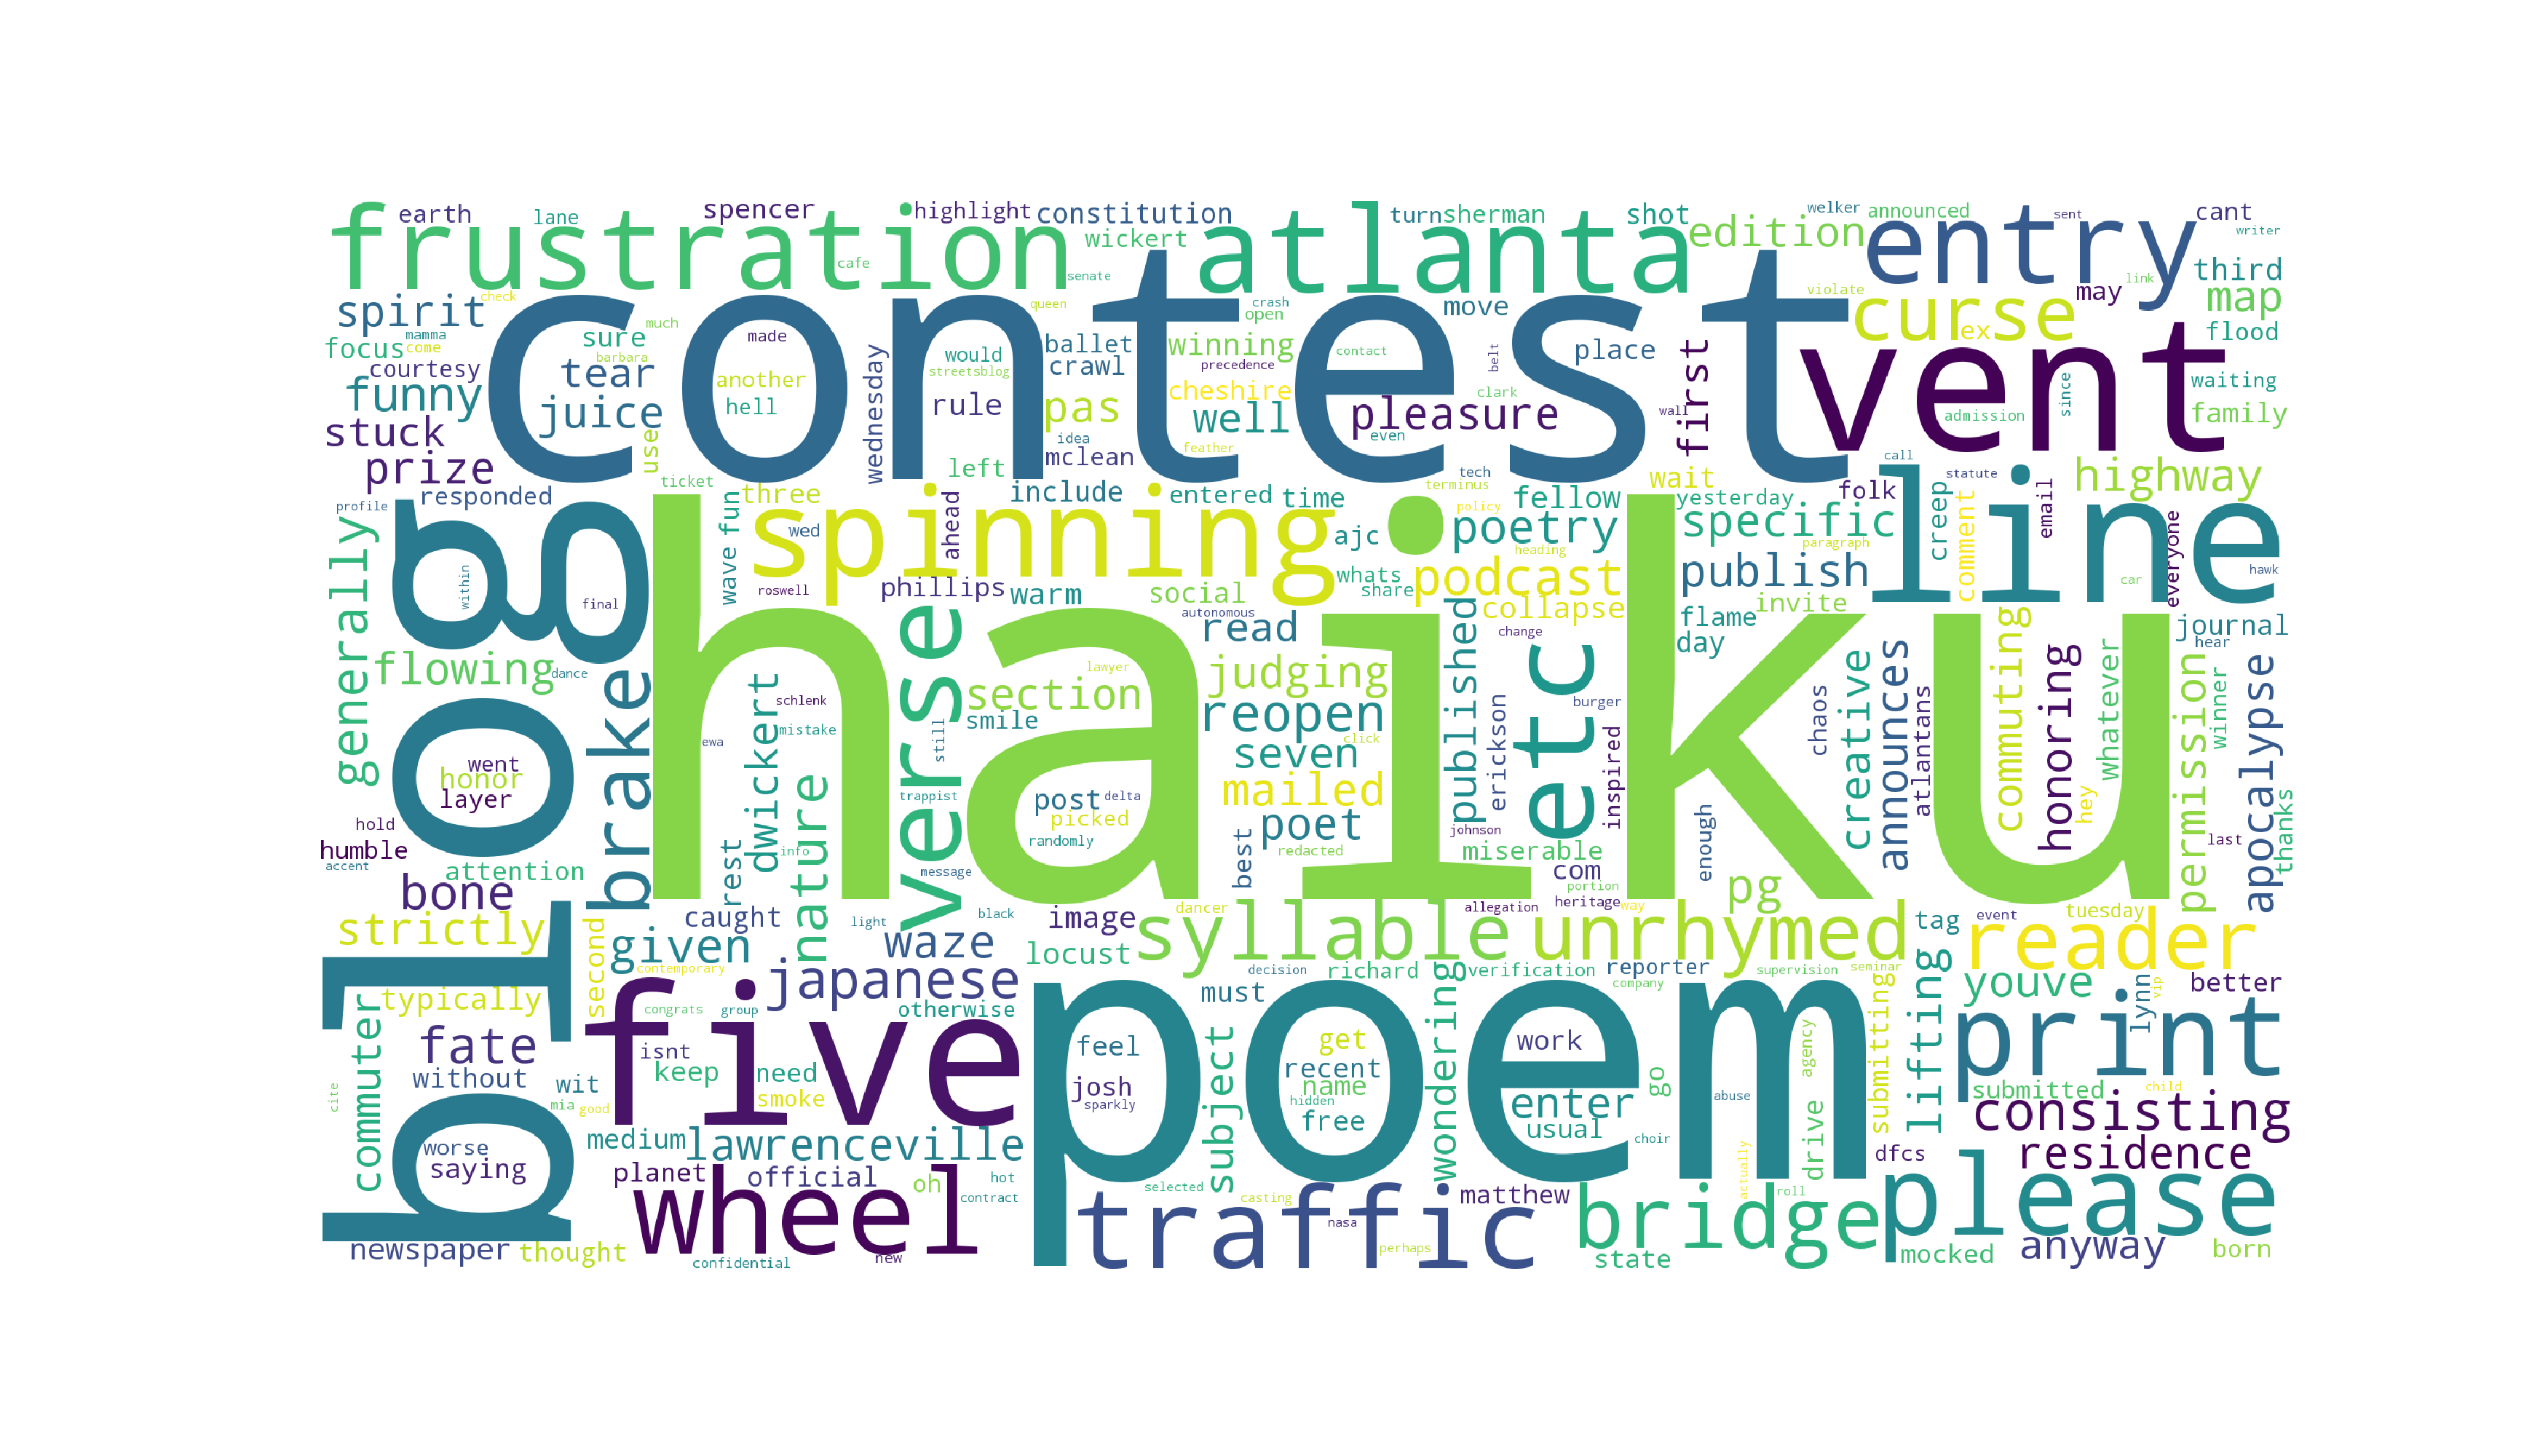 frustration
earth
lane
spencer
cafe
highlight
constitution
wickert
senate
atlanta
turn
sherman
shot
edition
welker
announced
entry
sent
cant
writer
spirit
check
contest
queen
crash
open
move
violate
curse
ex
may
link
third
map
focus
mamma
come
sure
much
made
would
ballet
winning
contact
belt
place
vent
flood
courtesy
barbara
tear
another
streetsblog
crawl
precedence
funny
juice
hell
wednesday
rule
pas
cheshire
well
pleasure
clark
wall
first
admission
since
waiting
family
stuck
use
idea
mclean
feather
even
prize
left
tech
wait
call
statute
highway
responded
ticket
three
include
entered
time
terminus
fellow
yesterday
folk
line
profile
blog
wave
fun
wed
ahead
spinning
policy
ajc
poetry
specific
creep
comment
email
everyone
generally
within
final
roswell
phillips
warm
social
whats
share
heading
podcast
publish
paragraph
car
hawk
haiku
verse
autonomous
read
collapse
flame
invite
journal
flowing
dance
brake
section
lawyer
judging
published
change
day
hear
schlenk
smile
reopen
etc
burger
creative
announces
commuting
honoring
whatever
permission
winner
apocalypse
went
honor
layer
ewa
dwickert
mistake
still
seven
click
erickson
inspired
chaos
atlantans
hold
humble
accent
attention
nature
info
trappist
message
post
delta
picked
randomly
mailed
poet
best
redacted
johnson
miserable
enough
hey
last
thanks
bone
rest
com
portion
pg
strictly
caught
light
black
image
dancer
allegation
heritage
way
tag
event
tuesday
second
given
waze
locust
syllable
unrhymed
reader
contemporary
japanese
decision
richard
verification
reporter
supervision
seminar
commuter
typically
congrats
group
otherwise
must
wondering
company
submitting
lifting
youve
lynn
vip
better
fate
five
isnt
poem
feel
subject
get
recent
work
agency
print
cite
without
wit
keep
need
josh
name
go
submitted
child
mia
good
smoke
sparkly
hidden
free
enter
usual
abuse
drive
consisting
worse
saying
medium
lawrenceville
choir
dfcs
residence
planet
official
oh
hot
contract
selected
casting
matthew
actually
roll
please
newspaper
thought
wheel
confidential
new
traffic
nasa
perhaps
bridge
state
mocked
anyway
born